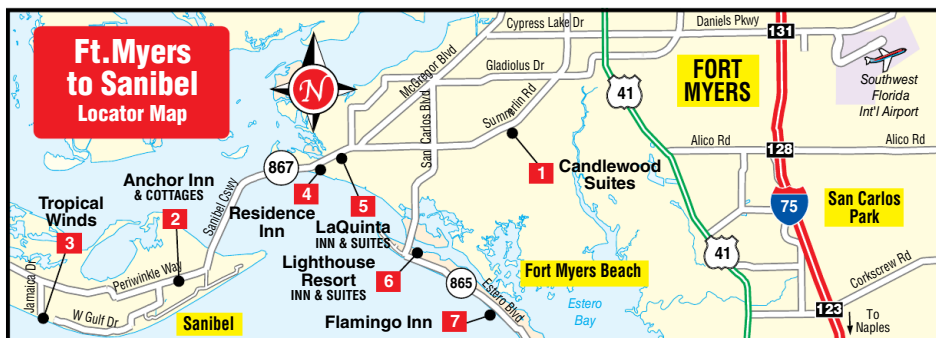 Ft.Myers
to Sanibel
Locator Map
N
Cypress Lake Dr
Daniels Pkwy
131
McGregor Blvd
Gladiolus Dr
FORT
MYERS
41
Southwest
Florida
Int'l Airport
San Carlos Blvd
Summerlin Rd
Alico Rd
Alico Rd
128
867
1
Candlewood
Suites
Anchor Inn
& COTTAGES
2
Sanibel Cswy
4
Residence
Inn
5
LaQuinta
INN & SUITES
75
San Carlos
Park
Tropical
Winds
3
Jamaica Dr
Periwinkle Way
W Gulf Dr
Sanibel
Lighthouse
Resort
INN & SUITES
6
865
Estero Blvd
Fort Myers Beach
Estero
Bay
41
Corkscrew Rd
Flamingo Inn
7
123
To
Naples